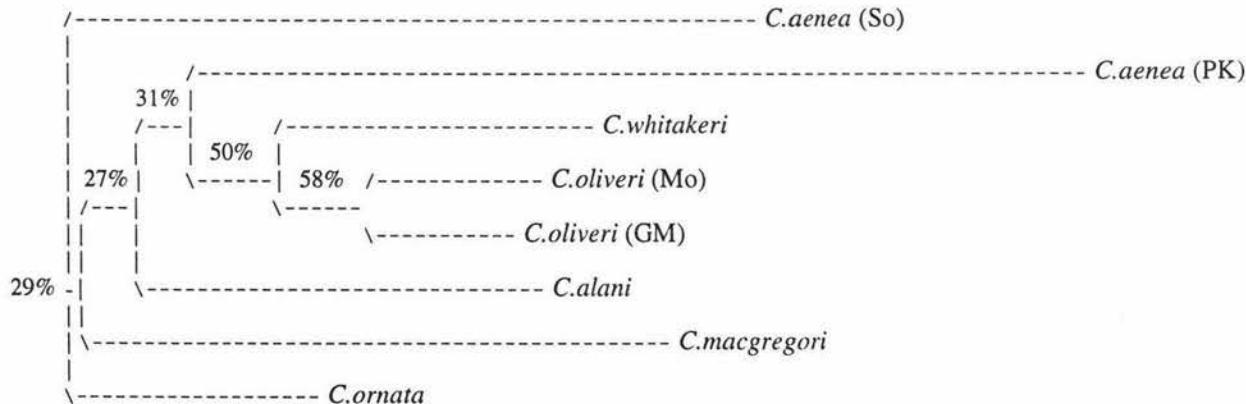 C.aenea (So)
C.aenea (PK)
31%
C.whitakeri
50%
27%
58%
C.oliveri (Mo)
C.oliveri (GM)
29%
C.alani
C.macgregori
C.ornata